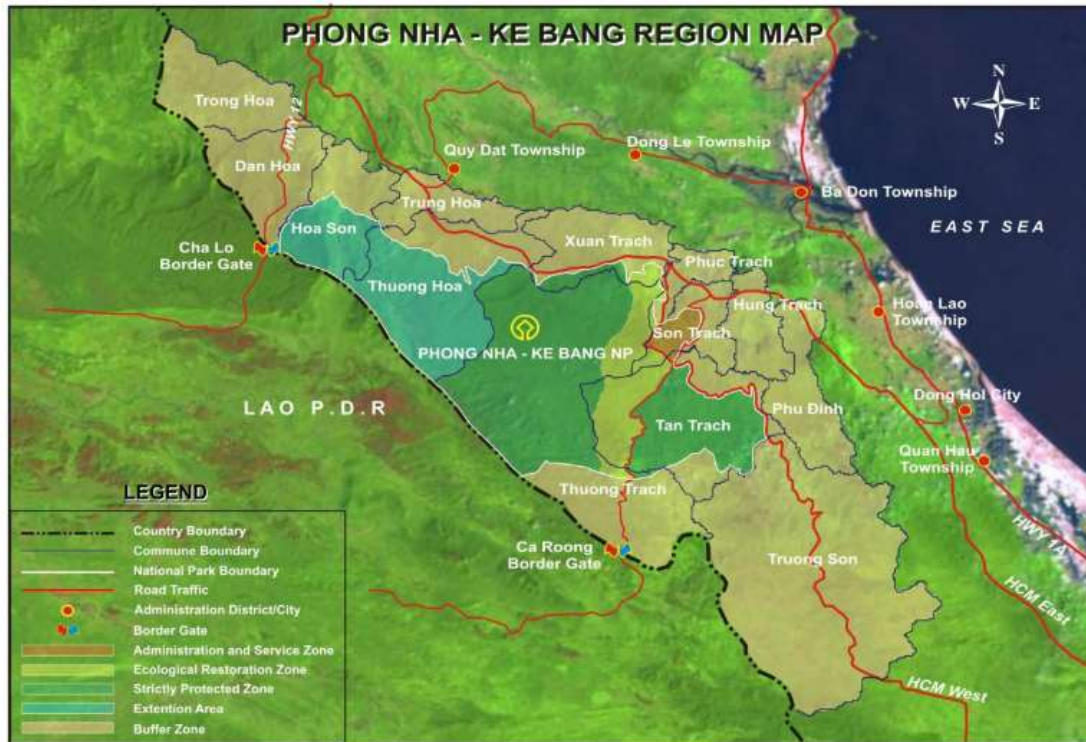 PHONG NHA - KE BANG REGION MAP
N
W E
S
Trong Hoa
HWY 12
Dan Hoa
Quy Dat Township
Dong Le Township
Ba Don Township
Trung Hoa
Hoa Son
Xuan Trach
EAST SEA
Cha Lo
Border Gate
Phuc Trach
Thuong Hoa
Hung Trach
Hong Lao
Township
Son Trach
PHONG NHA - KE BANG NP
LAO P.D.R
Tan Trach
Phu Đinh
Dong Hoi City
Quan Hau
Township
Thuong Trach
HWY 1A
Ca Roong
Border Gate
Truong Son
HCM East
HCM West
LEGEND
Country Boundary
Commune Boundary
National Park Boundary
Road Traffic
Administration District/City
Border Gate
Administration and Service Zone
Ecological Restoration Zone
Strictly Protected Zone
Extention Area
Buffer Zone